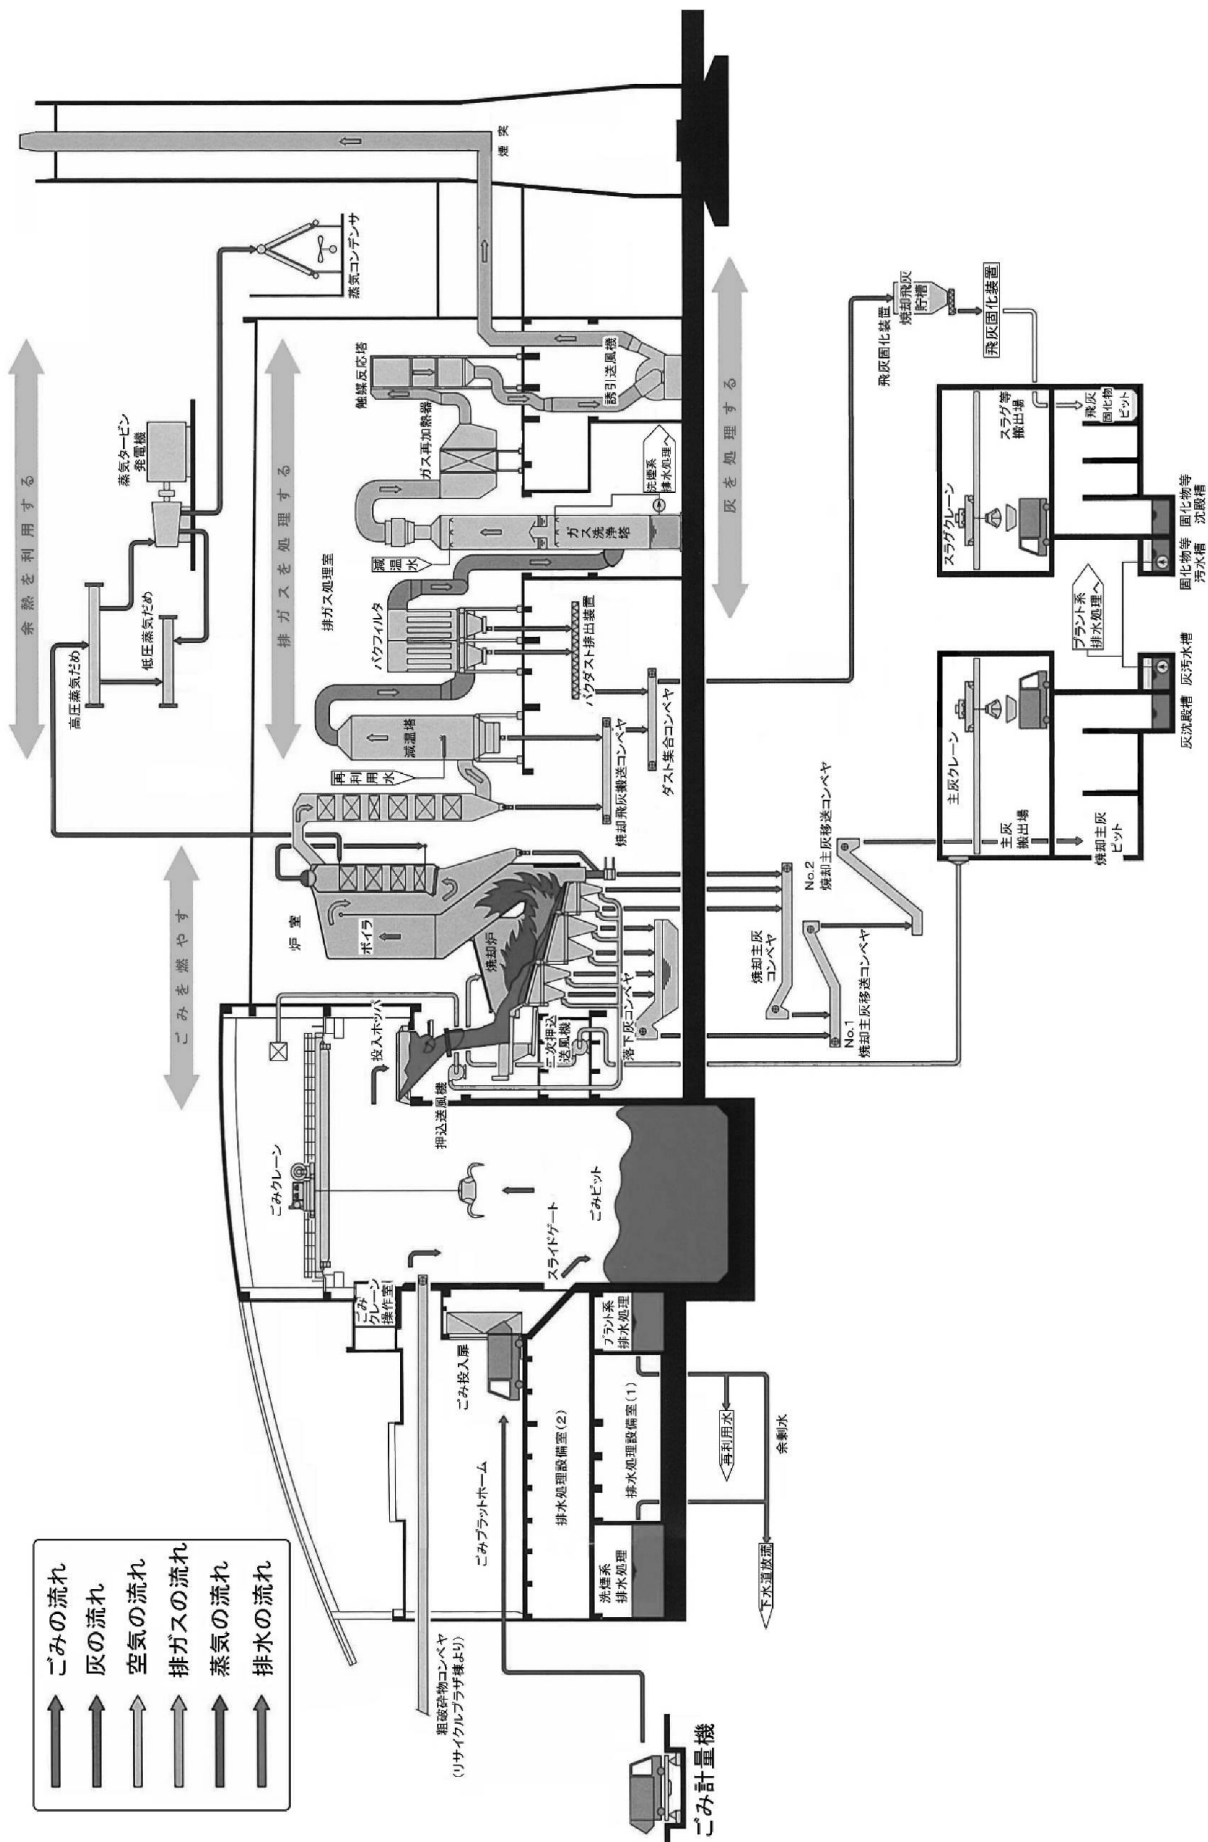 ごみの流れ
灰の流れ
空気の流れ
排ガスの流れ
蒸気の流れ
排水の流れ
ごみを燃やす
余熱を利用する
排ガスを処理する
灰を処理する
ごみ計量機
粗破砕物コンベヤ
(リサイクルプラザ棟より)
ごみプラットホーム
ごみ投入扉
ごみ
クレーン
操作室
ごみクレーン
スライドゲート
ごみピット
排水処理設備室(2)
排水処理設備室(1)
洗煙系
排水処理
プラント系
排水処理
再利用水
余剰水
下水道放流
投入ホッパ
押込送風機
二次押込
送風機
炉室
ボイラ
焼却炉
落下灰コンベヤ
焼却主灰
コンベヤ
No.1
焼却主灰移送コンベヤ
No.2
焼却主灰移送コンベヤ
高圧蒸気だめ
低圧蒸気だめ
蒸気タービン
発電機
蒸気コンデンサ
排ガス処理室
再利用水
減温塔
バグフィルタ
減温水
ガス洗浄塔
洗煙系
排水処理へ
ガス再加熱器
触媒反応塔
誘引送風機
煙突
焼却飛灰搬送コンベヤ
バグダスト排出装置
ダスト集合コンベヤ
飛灰固化装置
焼却飛灰
貯槽
飛灰固化装置
主灰クレーン
主灰
搬出場
焼却主灰
ピット
灰沈殿槽
灰汚水槽
プラント系
排水処理へ
スラグクレーン
スラグ等
搬出場
飛灰
固化物
ピット
固化物等
汚水槽
固化物等
沈殿槽